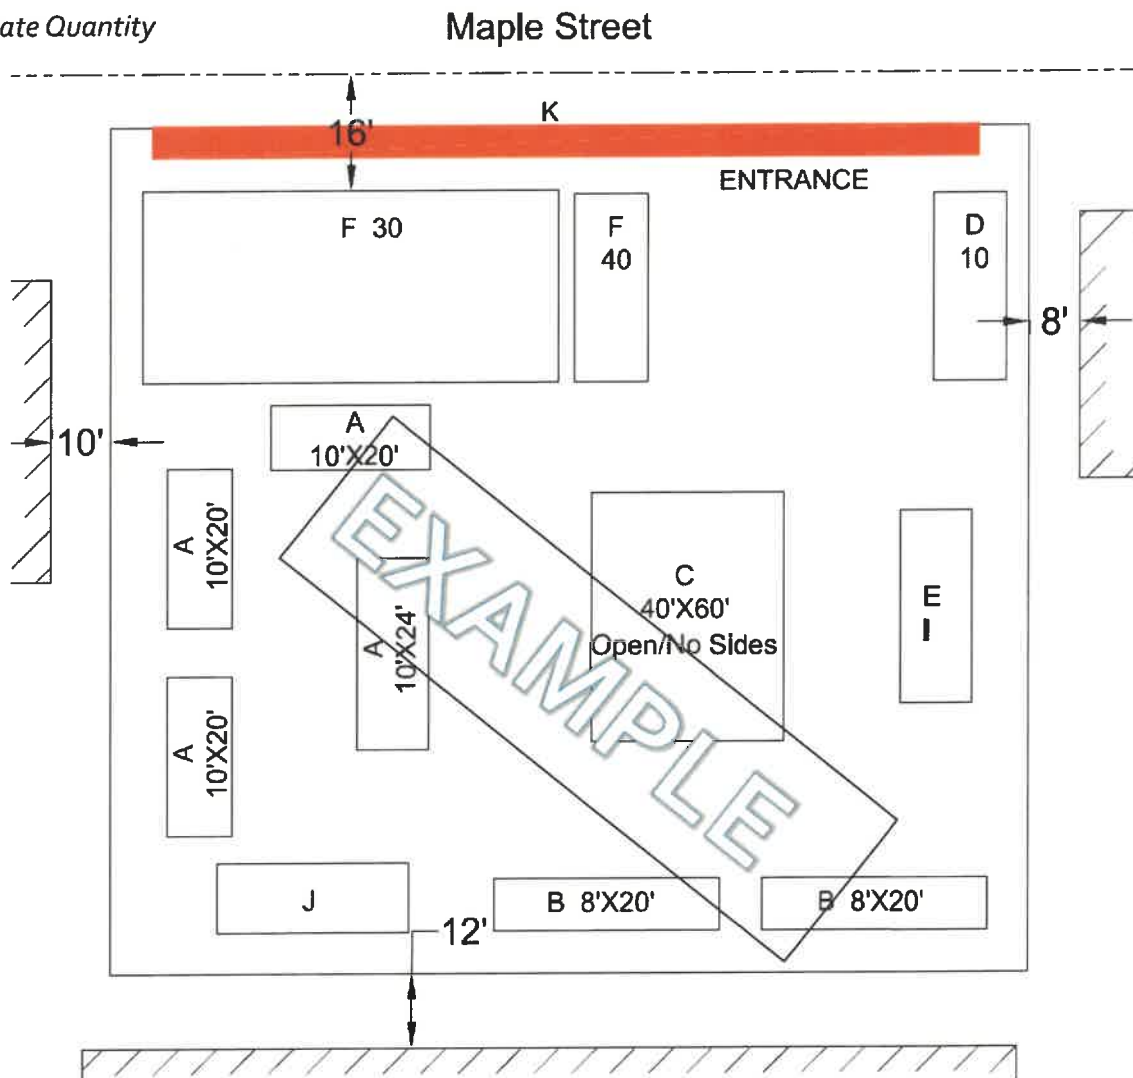 ate Quantity
Maple Street
K
16'
ENTRANCE
F 30
F
40
D
10
8'
10'
A
10'X20'
A
10'X20'
A
10'X24'
C
40'X60'
Open/No Sides
E
I
A
10'X20'
EXAMPLE
J
B 8'X20'
B 8'X20'
12'